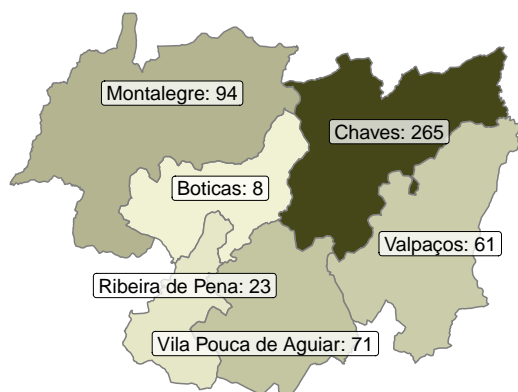 Montalegre: 94
Chaves: 265
Boticas: 8
Valpaços: 61
Ribeira de Pena: 23
Vila Pouca de Aguiar: 71